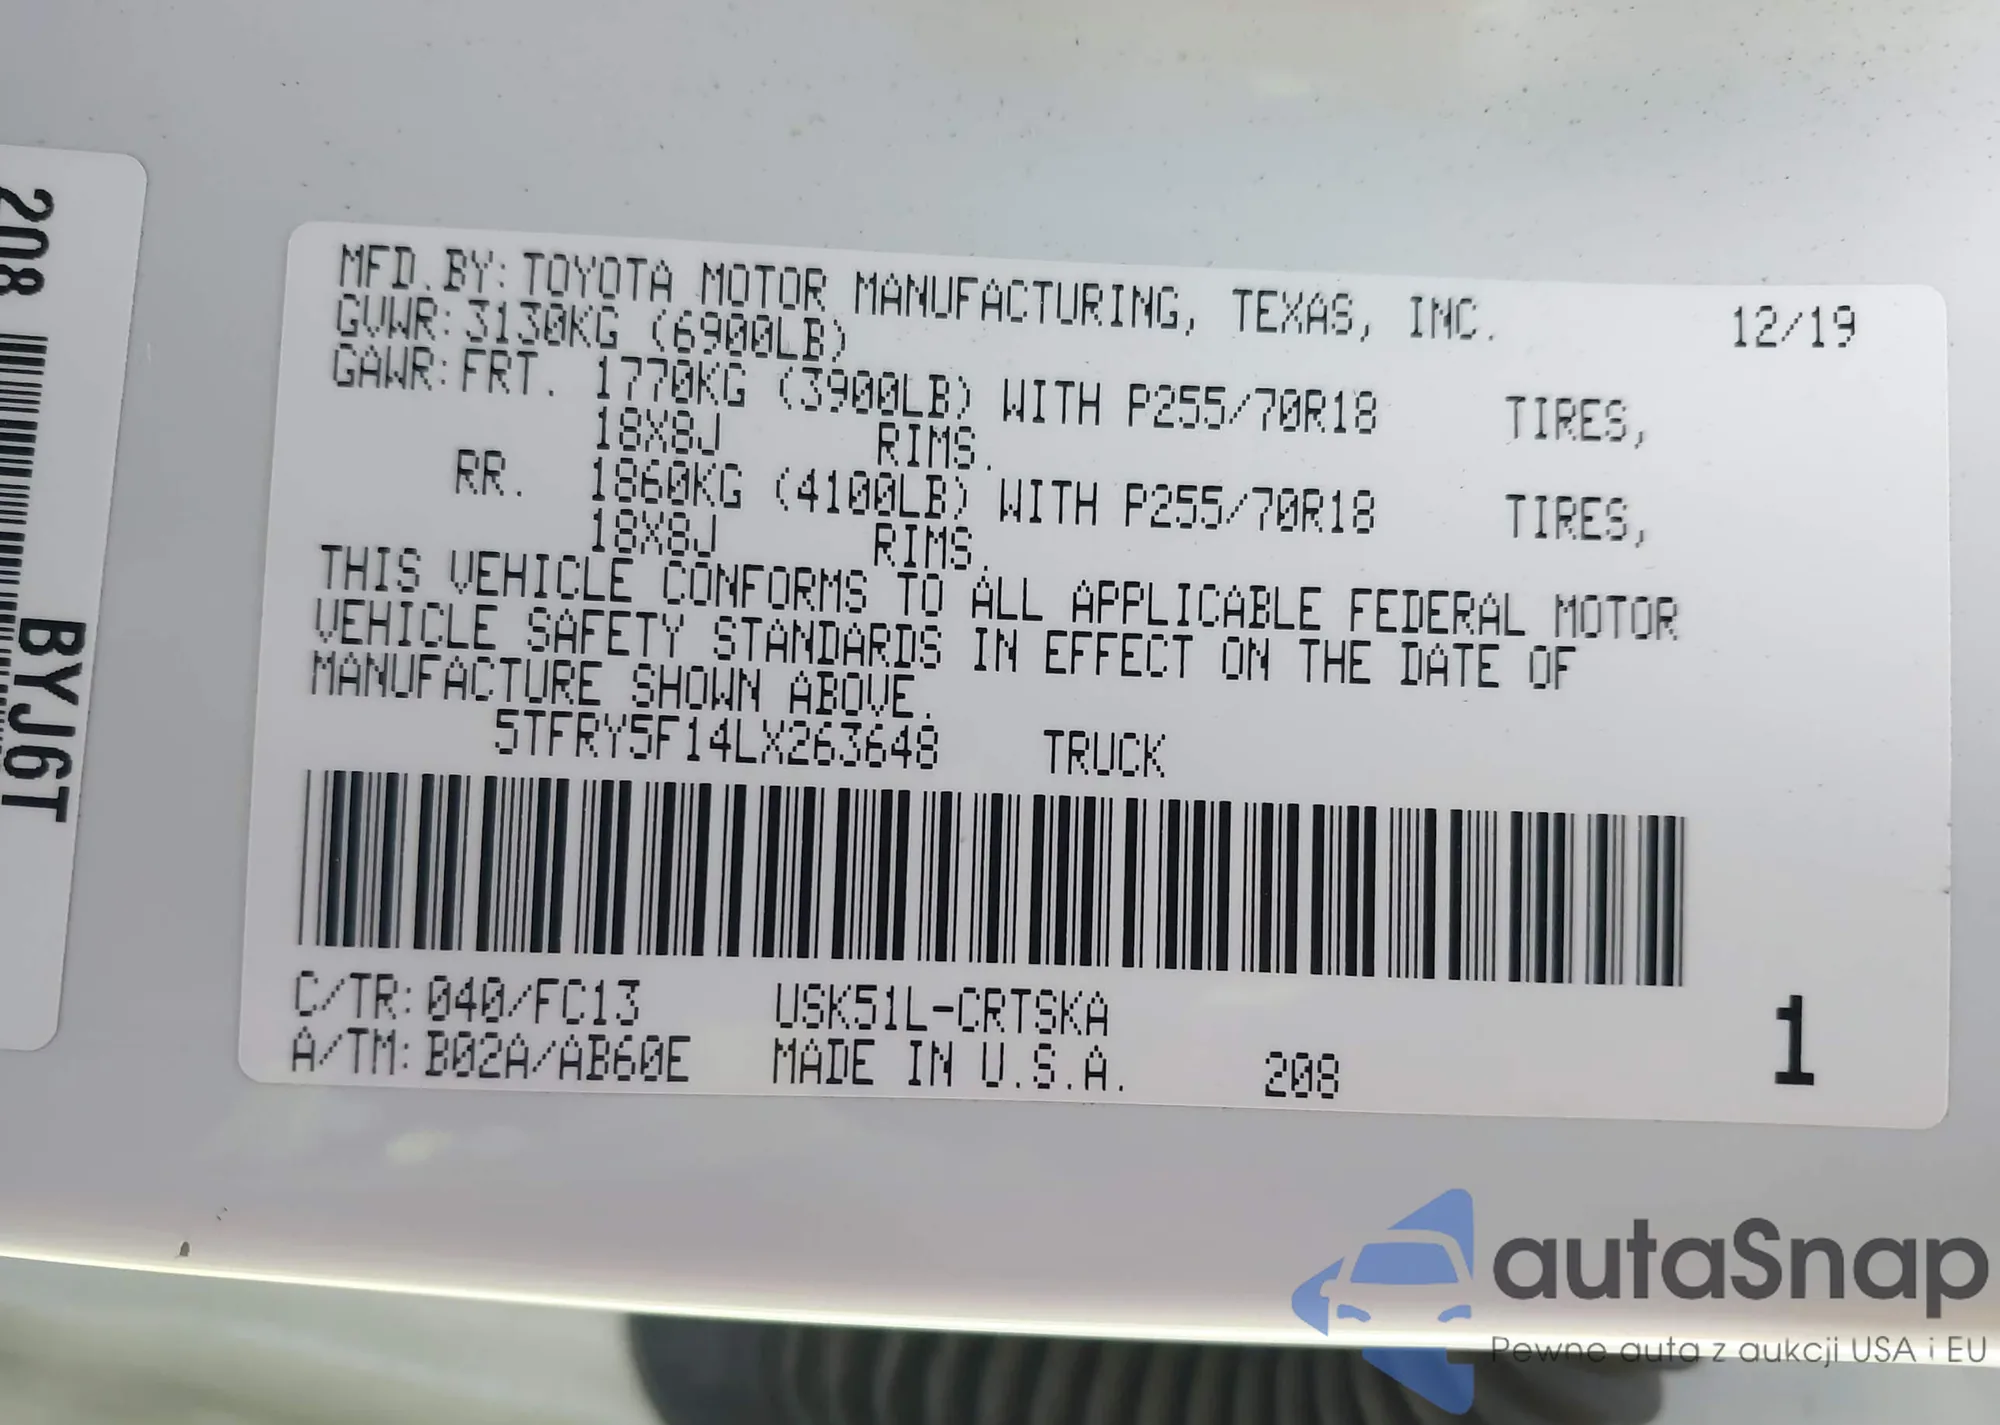 208
BYJ6T
MFD.BY:TOYOTA MOTOR MANUFACTURING, TEXAS, INC. 12/19
GVWR:3130KG (6900LB)
GAWR:FRT. 1770KG (3900LB) WITH P255/70R18 TIRES,
18X8J RIMS.
RR. 1860KG (4100LB) WITH P255/70R18 TIRES,
18X8J RIMS.
THIS VEHICLE CONFORMS TO ALL APPLICABLE FEDERAL MOTOR
VEHICLE SAFETY STANDARDS IN EFFECT ON THE DATE OF
MANUFACTURE SHOWN ABOVE.
5TFRY5F14LX263648 TRUCK
C/TR:040/FC13 USK51L-CRTSKA
A/TM:B02A/AB60E MADE IN U.S.A. 208 1
autaSnap
Pewne auta z aukcji USA i EU